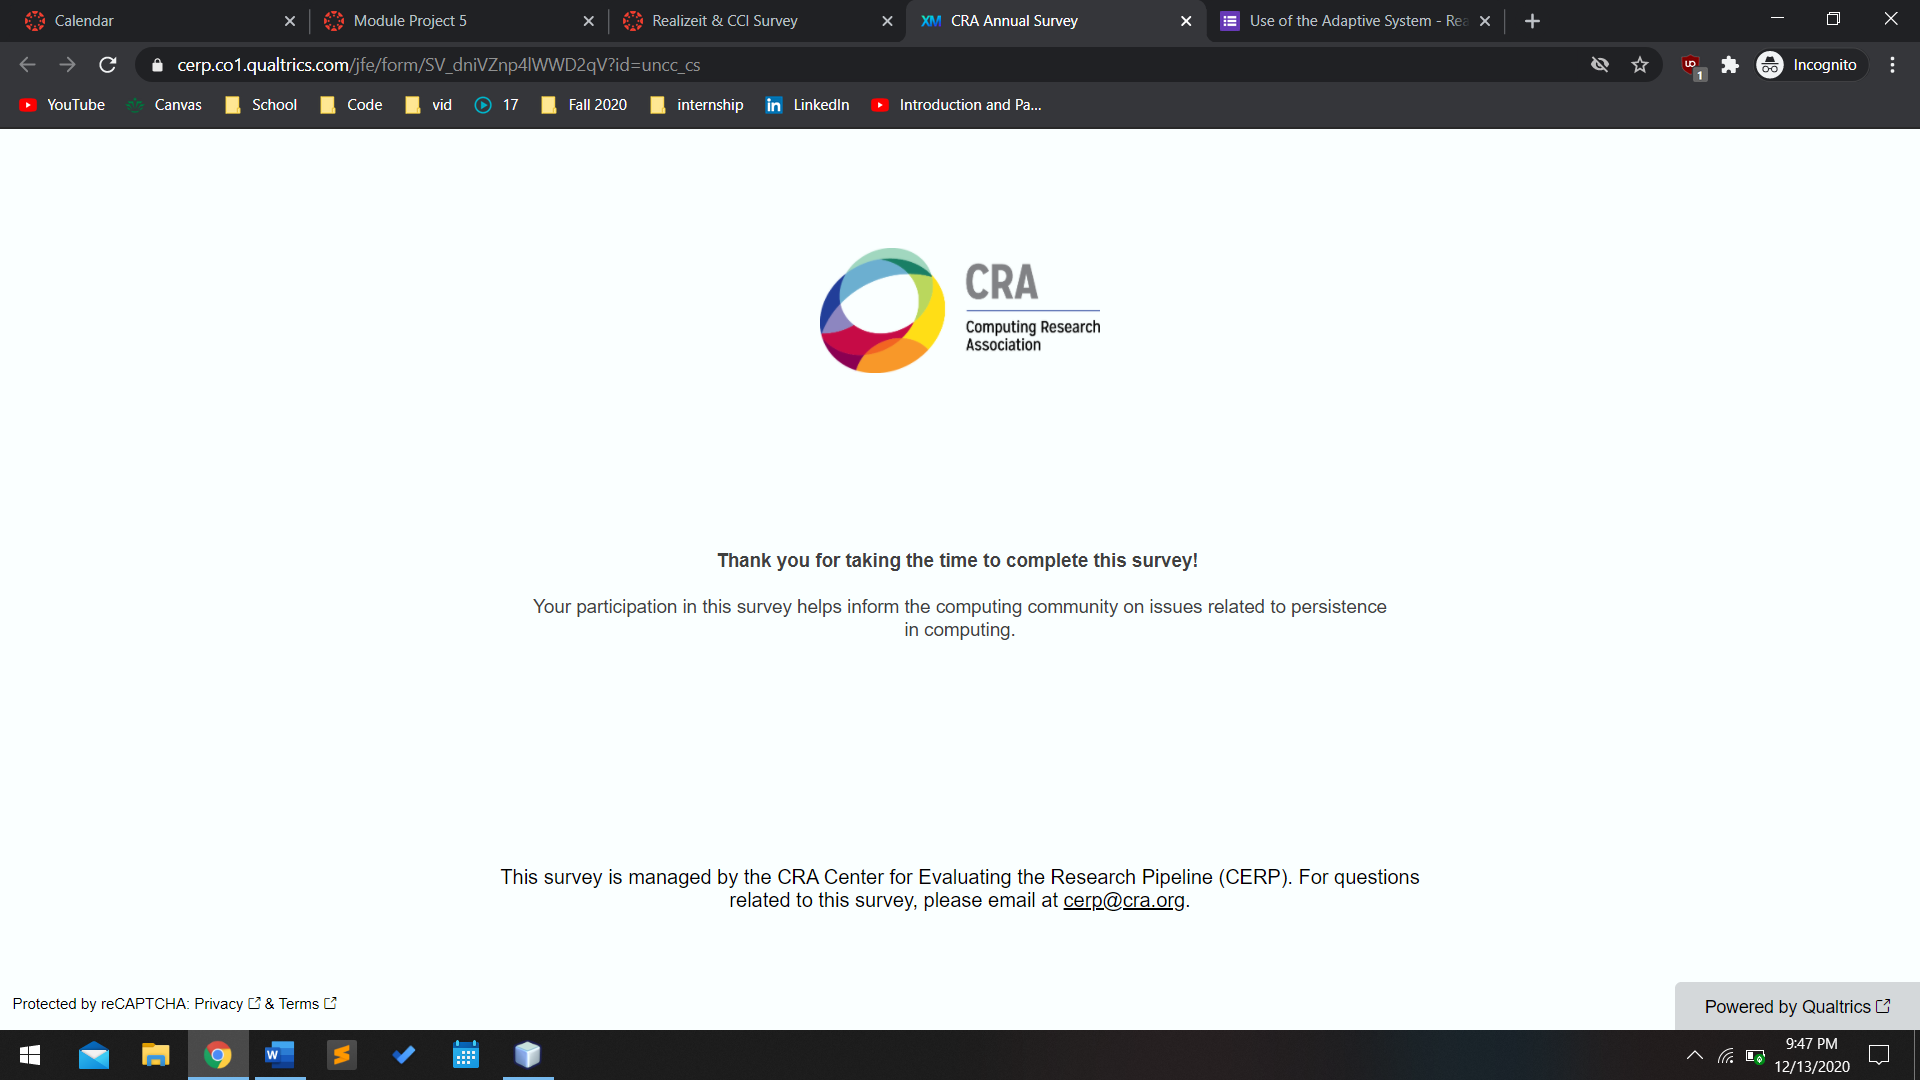 Calendar
Module Project 5
Realizeit & CCI Survey
XM CRA Annual Survey
Use of the Adaptive System - Rea
cerp.co1.qualtrics.com/jfe/form/SV_dniVZnp4lWWD2qV?id=uncc_cs
1
Incognito
YouTube
Canvas
School
Code
vid
17
Fall 2020
internship
in LinkedIn
Introduction and Pa...
CRA
Computing Research
Association
Thank you for taking the time to complete this survey!
Your participation in this survey helps inform the computing community on issues related to persistence
in computing.
This survey is managed by the CRA Center for Evaluating the Research Pipeline (CERP). For questions
related to this survey, please email at cerp@cra.org.
Protected by reCAPTCHA: Privacy & Terms
Powered by Qualtrics
W
S
9:47 PM
12/13/2020